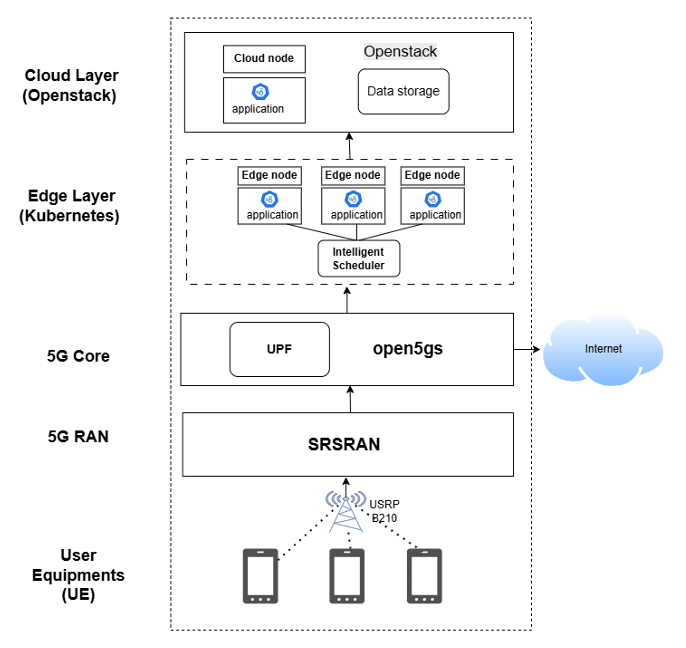 Cloud Layer
(Openstack)
Cloud node
application
Openstack
Data storage
Edge Layer
(Kubernetes)
Edge node
application
Edge node
application
Edge node
application
Intelligent
Scheduler
5G Core
UPF
open5gs
Internet
5G RAN
SRSRAN
USRP
B210
User
Equipments
(UE)